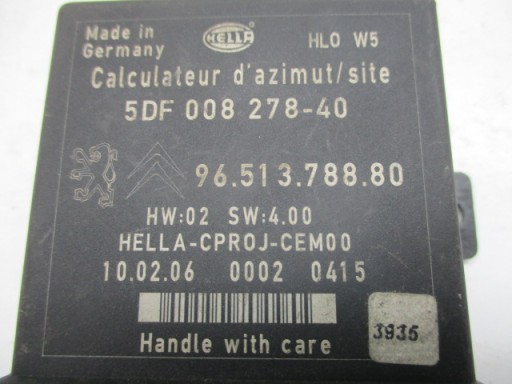 Made in
Germany
HELLA
HLO W5
Calculateur d'azimut/site
5DF 008 278-40
96.513.788.80
HW:02 SW:4.00
HELLA-CPROJ-CEM00
10.02.06 0002 0415
3935
Handle with care